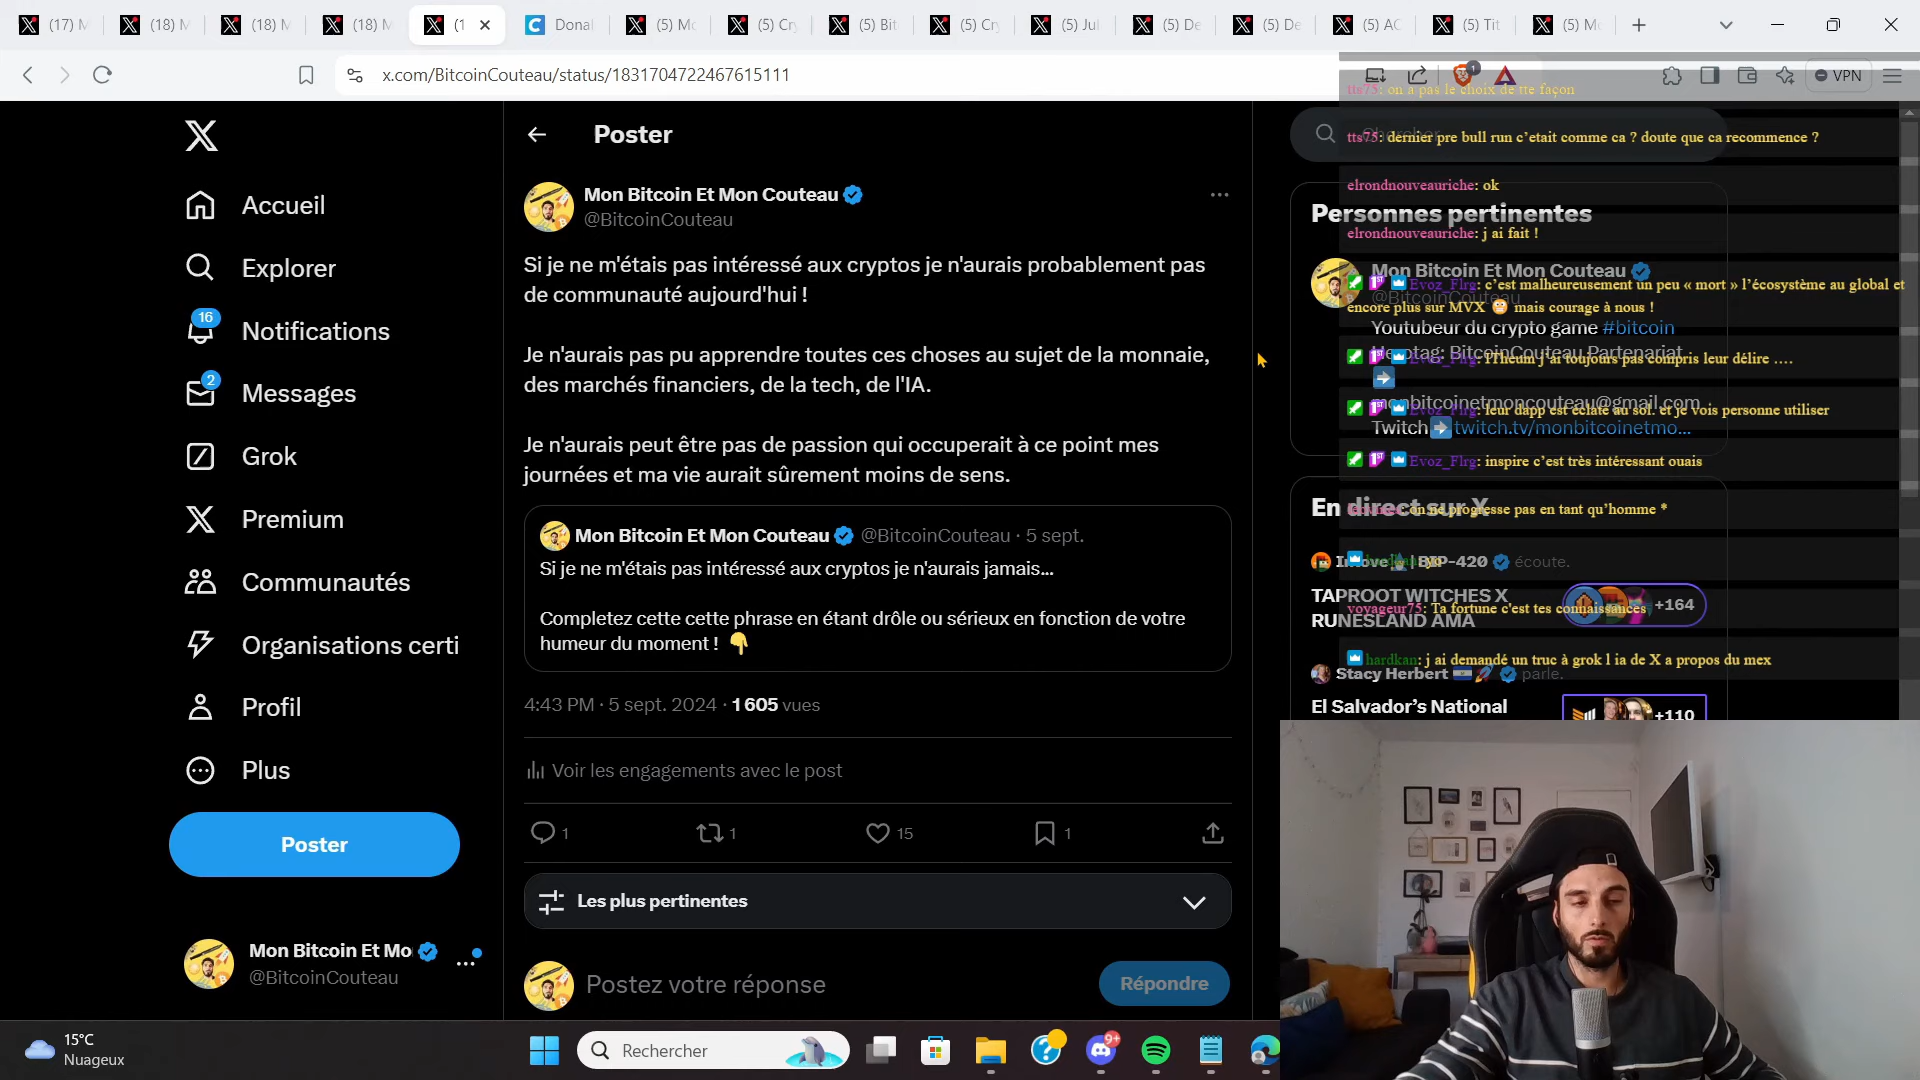 (17) M
(18) M
(18) M
(18) M
(1
Donal
(5) Mo
(5) Cry
(5) Bit
(5) Cry
(5) Jul
(5) De
(5) De
(5) AC
(5) Tit
(5) Mo
x.com/BitcoinCouteau/status/1831704722467615111
1
VPN
Accueil
Explorer
16
Notifications
2
Messages
Grok
Premium
Communautés
Organisations certi
Profil
Plus
Poster
Mon Bitcoin Et Mo
@BitcoinCouteau
Poster
Mon Bitcoin Et Mon Couteau
@BitcoinCouteau
Si je ne m'étais pas intéressé aux cryptos je n'aurais probablement pas
de communauté aujourd'hui !
Je n'aurais pas pu apprendre toutes ces choses au sujet de la monnaie,
des marchés financiers, de la tech, de l'IA.
Je n'aurais peut être pas de passion qui occuperait à ce point mes
journées et ma vie aurait sûrement moins de sens.
Mon Bitcoin Et Mon Couteau @BitcoinCouteau · 5 sept.
Si je ne m'étais pas intéressé aux cryptos je n'aurais jamais...
Completez cette cette phrase en étant drôle ou sérieux en fonction de votre
humeur du moment ! 👇
4:43 PM · 5 sept. 2024 · 1 605 vues
Voir les engagements avec le post
1
1
15
1
Les plus pertinentes
Postez votre réponse
Répondre
tts75: on a pas le choix de tte façon
tts75: dernier pre bull run c’etait comme ca ? doute que ca recommence ?
elrondnouveauriche: ok
Personnes pertinentes
elrondnouveauriche: j ai fait !
Mon Bitcoin Et Mon Couteau
@BitcoinCouteau
Evoz_Flrg: c’est malheureusement un peu « mort » l’écosystème au global et
encore plus sur MVX 😳 mais courage à nous !
Youtubeur du crypto game #bitcoin
Herotag: BitcoinCouteau Partenariat
Evoz_Flrg: ITheum j’ai toujours pas compris leur délire ….
➡️
monbitcoinetmoncouteau@gmail.com
Evoz_Flrg: leur dapp est éclaté au sol. et je vois personne utiliser
Twitch➡️twitch.tv/monbitcoinetmo...
Evoz_Flrg: inspire c’est très intéressant ouais
En direct sur X
on ne progresse pas en tant qu’homme *
BIP-420 écoute.
hardkan: yo
TAPROOT WITCHES X
RUNESLAND AMA
+164
voyageur75: Ta fortune c'est tes connaissances
hardkan: j ai demandé un truc à grok l ia de X a propos du mex
Stacy Herbert 🇸🇻🚀 parle.
El Salvador’s National
+110
15°C
Nuageux
Rechercher
9+